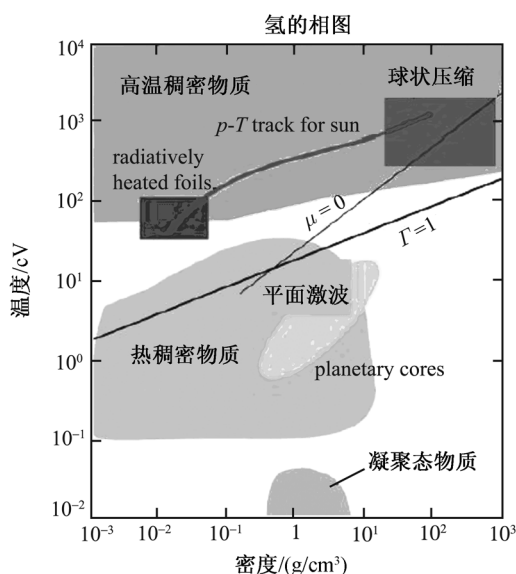 氢的相图
10⁴
高温稠密物质
球状压缩
10³
p-T track for sun
radiatively
heated foils
10²
μ=0
Γ=1
温度/cV
10¹
平面激波
热稠密物质
10⁰
planetary cores
10⁻¹
凝聚态物质
10⁻²
10⁻³ 10⁻² 10⁻¹ 1 10¹ 10² 10³
密度/(g/cm³)